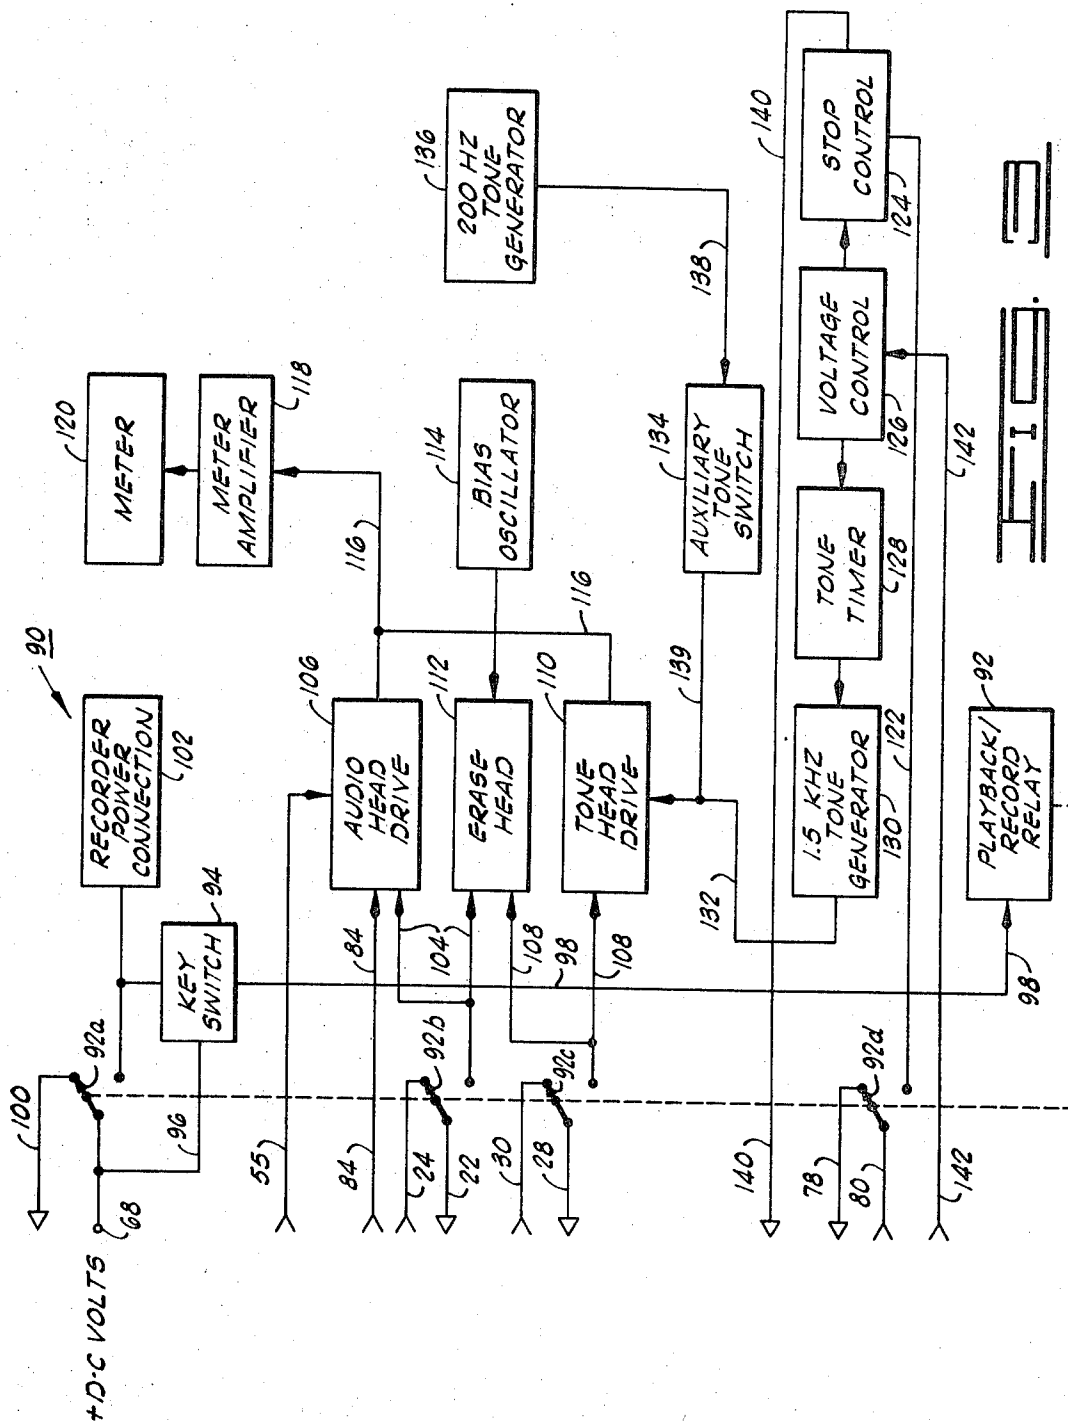 90
RECORDER
POWER
CONNECTION
102
100
92a
+D-C VOLTS
68
96
KEY
SWITCH
94
METER
120
METER
AMPLIFIER
118
116
55
84
84
AUDIO
HEAD
DRIVE
106
104
24
22
92b
ERASE
HEAD
112
BIAS
OSCILLATOR
114
116
108
98
108
30
28
92c
TONE
HEAD
DRIVE
110
200 HZ
TONE
GENERATOR
136
138
AUXILIARY
TONE
SWITCH
134
139
132
140
140
1.5 KHZ
TONE
GENERATOR
130
TONE
TIMER
128
VOLTAGE
CONTROL
126
STOP
CONTROL
124
122
78
80
92d
142
142
PLAYBACK/
RECORD
RELAY
92
98
FIG. 5